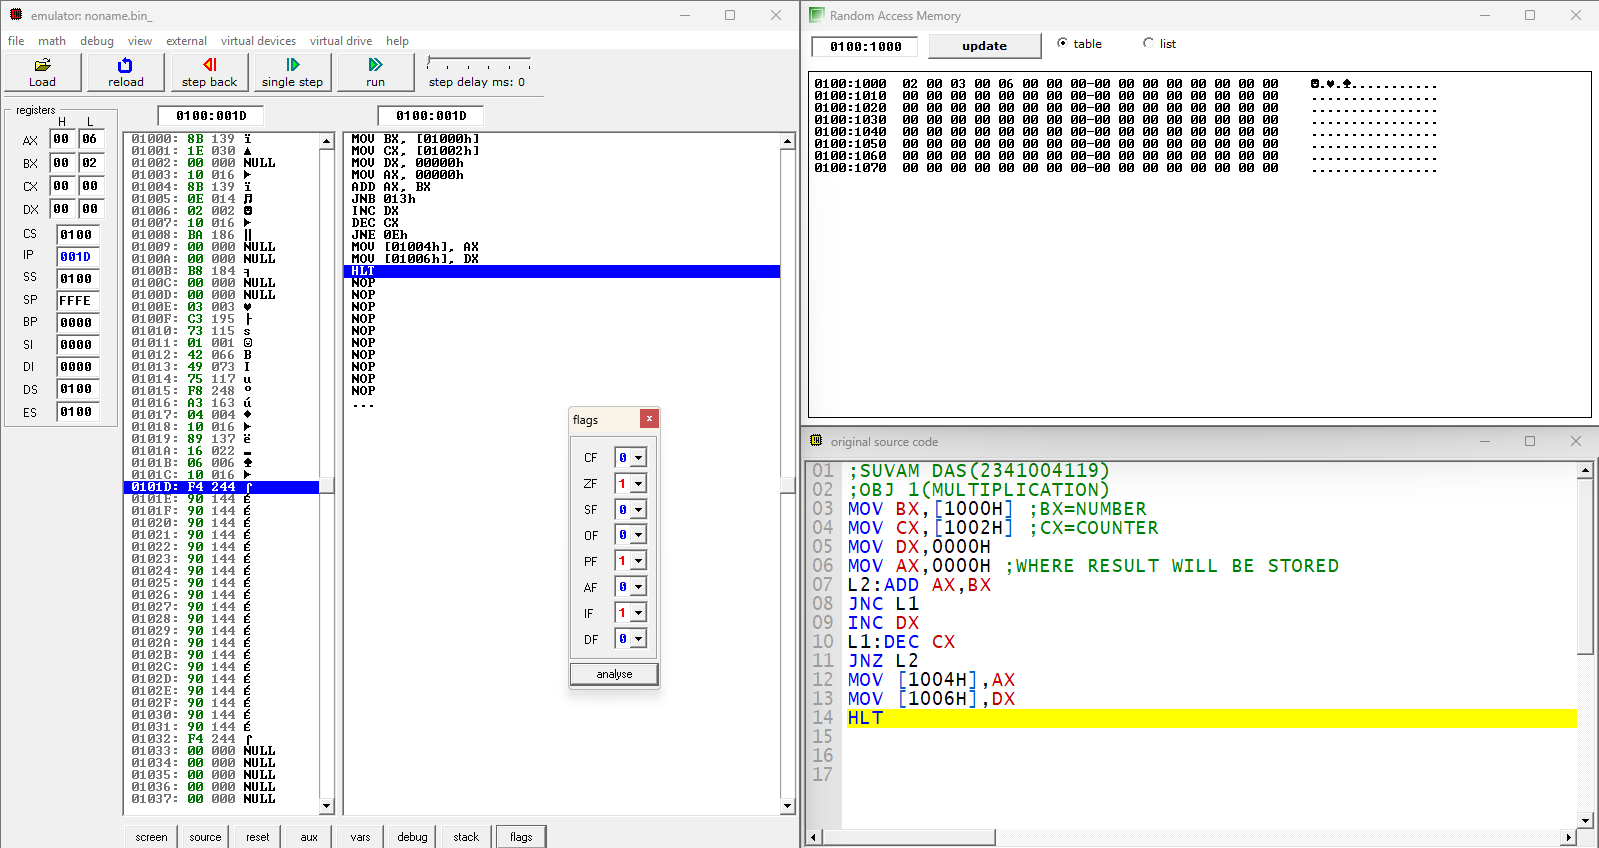 emulator: noname.bin_
file math debug view external virtual devices virtual drive help
Load reload step back single step run step delay ms: 0
registers
H L
AX 00 06
BX 00 02
CX 00 00
DX 00 00
CS 0100
IP 001D
SS 0100
SP FFFE
BP 0000
SI 0000
DI 0000
DS 0100
ES 0100
0100:001D 0100:001D
01000: 8B 139 ï
01001: 1E 030 ▲
01002: 00 000 NULL
01003: 10 016 ►
01004: 8B 139 ï
01005: 0E 014 ♫
01006: 02 002 ☻
01007: 10 016 ►
01008: BA 186 ║
01009: 00 000 NULL
0100A: 00 000 NULL
0100B: B8 184 ╕
0100C: 00 000 NULL
0100D: 00 000 NULL
0100E: 03 003 ♥
0100F: C3 195 ├
01010: 73 115 s
01011: 01 001 ☺
01012: 42 066 B
01013: 49 073 I
01014: 75 117 u
01015: F8 248 °
01016: A3 163 ú
01017: 04 004 ♦
01018: 10 016 ►
01019: 89 137 ë
0101A: 16 022 ▬
0101B: 06 006 ♠
0101C: 10 016 ►
0101D: F4 244 ⌠
0101E: 90 144 É
0101F: 90 144 É
01020: 90 144 É
01021: 90 144 É
01022: 90 144 É
01023: 90 144 É
01024: 90 144 É
01025: 90 144 É
01026: 90 144 É
01027: 90 144 É
01028: 90 144 É
01029: 90 144 É
0102A: 90 144 É
0102B: 90 144 É
0102C: 90 144 É
0102D: 90 144 É
0102E: 90 144 É
0102F: 90 144 É
01030: 90 144 É
01031: 90 144 É
01032: F4 244 ⌠
01033: 00 000 NULL
01034: 00 000 NULL
01035: 00 000 NULL
01036: 00 000 NULL
01037: 00 000 NULL
MOV BX, [01000h]
MOV CX, [01002h]
MOV DX, 00000h
MOV AX, 00000h
ADD AX, BX
JNB 013h
INC DX
DEC CX
JNE 0Eh
MOV [01004h], AX
MOV [01006h], DX
HLT
NOP
NOP
NOP
NOP
NOP
NOP
NOP
NOP
NOP
NOP
...
flags x
CF 0
ZF 1
SF 0
OF 0
PF 1
AF 0
IF 1
DF 0
analyse
screen source reset aux vars debug stack flags
Random Access Memory
0100:1000 update table list
0100:1000 02 00 03 00 06 00 00-00 00 00 00 00 00 00 00 00 ☻.♥.♠...........
0100:1010 00 00 00 00 00 00 00-00 00 00 00 00 00 00 00 00 ................
0100:1020 00 00 00 00 00 00 00-00 00 00 00 00 00 00 00 00 ................
0100:1030 00 00 00 00 00 00 00-00 00 00 00 00 00 00 00 00 ................
0100:1040 00 00 00 00 00 00 00-00 00 00 00 00 00 00 00 00 ................
0100:1050 00 00 00 00 00 00 00-00 00 00 00 00 00 00 00 00 ................
0100:1060 00 00 00 00 00 00 00-00 00 00 00 00 00 00 00 00 ................
0100:1070 00 00 00 00 00 00 00-00 00 00 00 00 00 00 00 00 ................
original source code
01 ;SUVAM DAS(2341004119)
02 ;OBJ 1(MULTIPLICATION)
03 MOV BX,[1000H] ;BX=NUMBER
04 MOV CX,[1002H] ;CX=COUNTER
05 MOV DX,0000H
06 MOV AX,0000H ;WHERE RESULT WILL BE STORED
07 L2:ADD AX,BX
08 JNC L1
09 INC DX
10 L1:DEC CX
11 JNZ L2
12 MOV [1004H],AX
13 MOV [1006H],DX
14 HLT
15
16
17